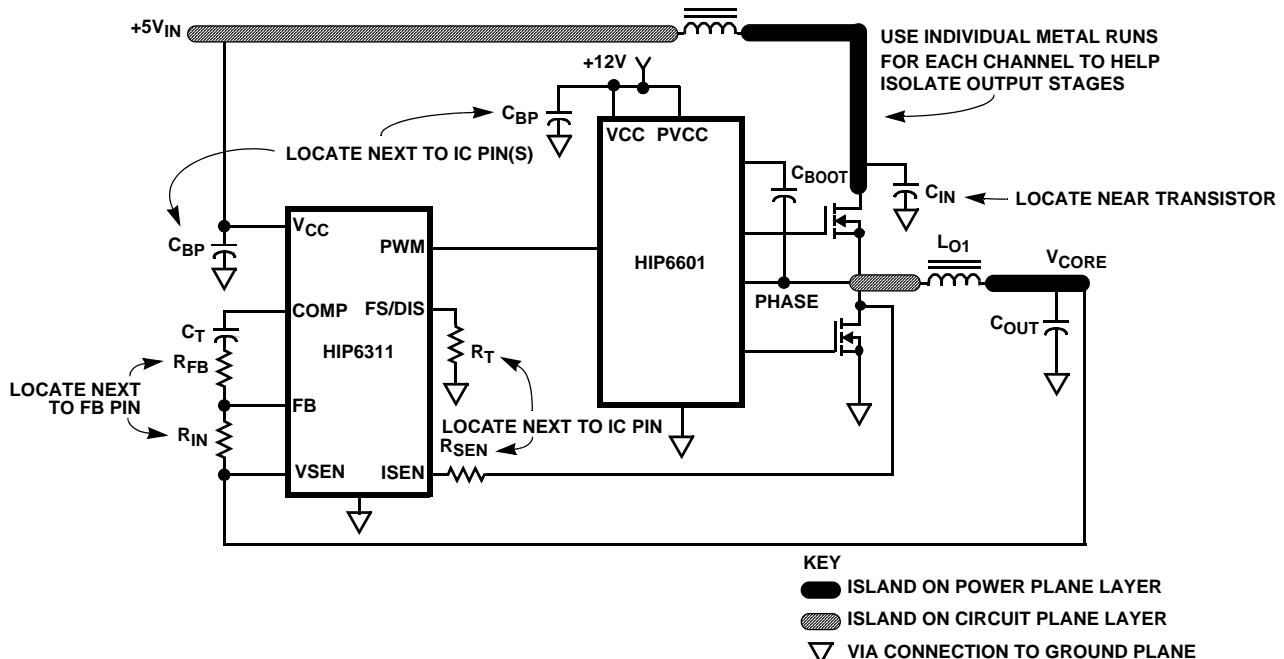 +5VIN
+12V
USE INDIVIDUAL METAL RUNS
FOR EACH CHANNEL TO HELP
ISOLATE OUTPUT STAGES
CBP
VCC PVCC
LOCATE NEXT TO IC PIN(S)
CBOOT
CIN
LOCATE NEAR TRANSISTOR
CBP
VCC
PWM
HIP6601
LO1
VCORE
PHASE
COUT
COMP
FS/DIS
CT
HIP6311
RT
RFB
LOCATE NEXT
TO FB PIN
FB
RIN
LOCATE NEXT TO IC PIN
RSEN
VSEN
ISEN
KEY
ISLAND ON POWER PLANE LAYER
ISLAND ON CIRCUIT PLANE LAYER
VIA CONNECTION TO GROUND PLANE